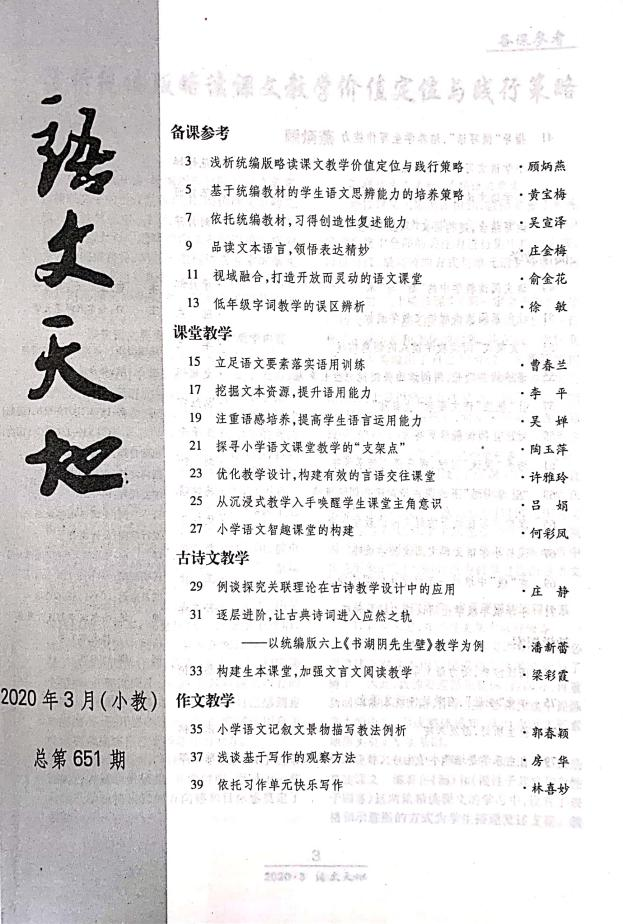 語文天地
2020年3月(小教)
总第651期
备课参考
3 浅析统编版略读课文教学价值定位与践行策略 ·顾炳燕
5 基于统编教材的学生语文思辨能力的培养策略 ·黄宝梅
7 依托统编教材,习得创造性复述能力 ·吴宣泽
9 品读文本语言,领悟表达精妙 ·庄金梅
11 视域融合,打造开放而灵动的语文课堂 ·俞金花
13 低年级字词教学的误区辨析 ·徐 敏
课堂教学
15 立足语文要素落实语用训练 ·曹春兰
17 挖掘文本资源,提升语用能力 ·李 平
19 注重语感培养,提高学生语言运用能力 ·吴 婵
21 探寻小学语文课堂教学的“支架点” ·陶玉萍
23 优化教学设计,构建有效的言语交往课堂 ·许雅玲
25 从沉浸式教学入手唤醒学生课堂主角意识 ·吕 娟
27 小学语文智趣课堂的构建 ·何彩凤
古诗文教学
29 例谈探究关联理论在古诗教学设计中的应用 ·庄 静
31 逐层进阶,让古典诗词进入应然之轨
——以统编版六上《书湖阴先生壁》教学为例 ·潘新蕾
33 构建生本课堂,加强文言文阅读教学 ·梁彩霞
作文教学
35 小学语文记叙文景物描写教法例析 ·郭春颖
37 浅谈基于写作的观察方法 ·房 华
39 依托习作单元快乐写作 ·林喜妙